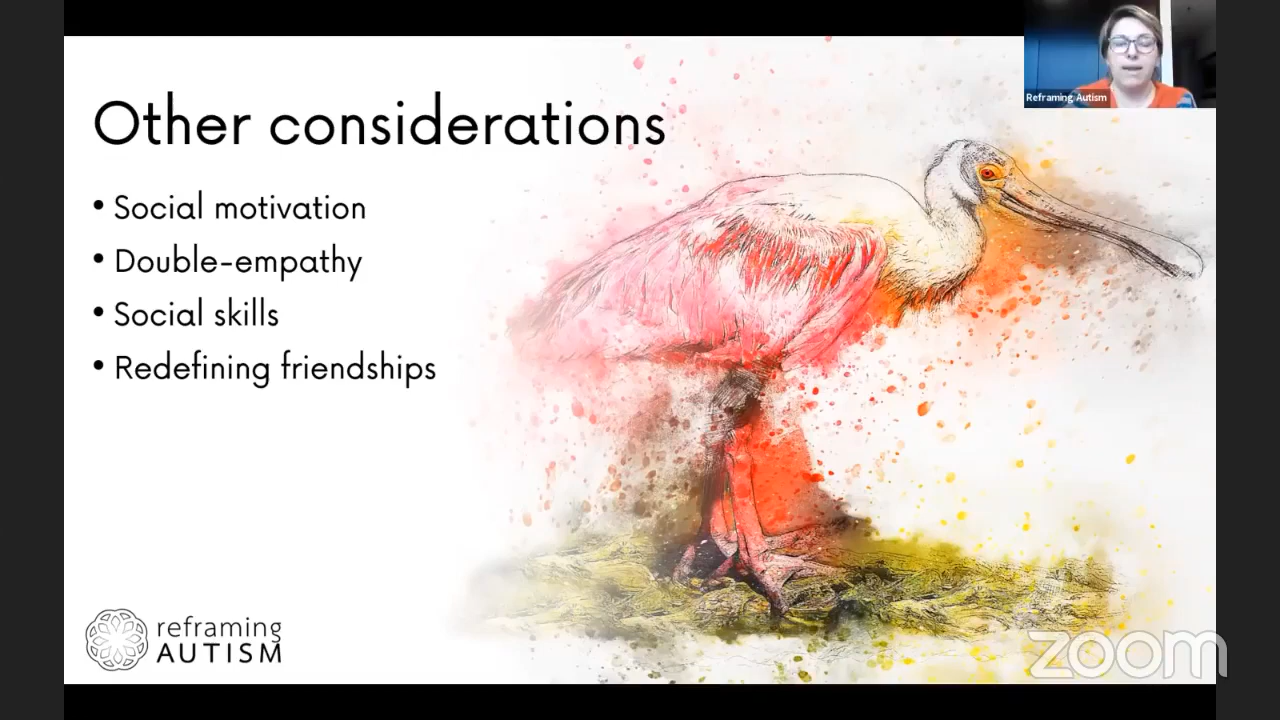 Other considerations
• Social motivation
• Double-empathy
• Social skills
• Redefining friendships
Reframing Autism
reframing
AUTISM
zoom